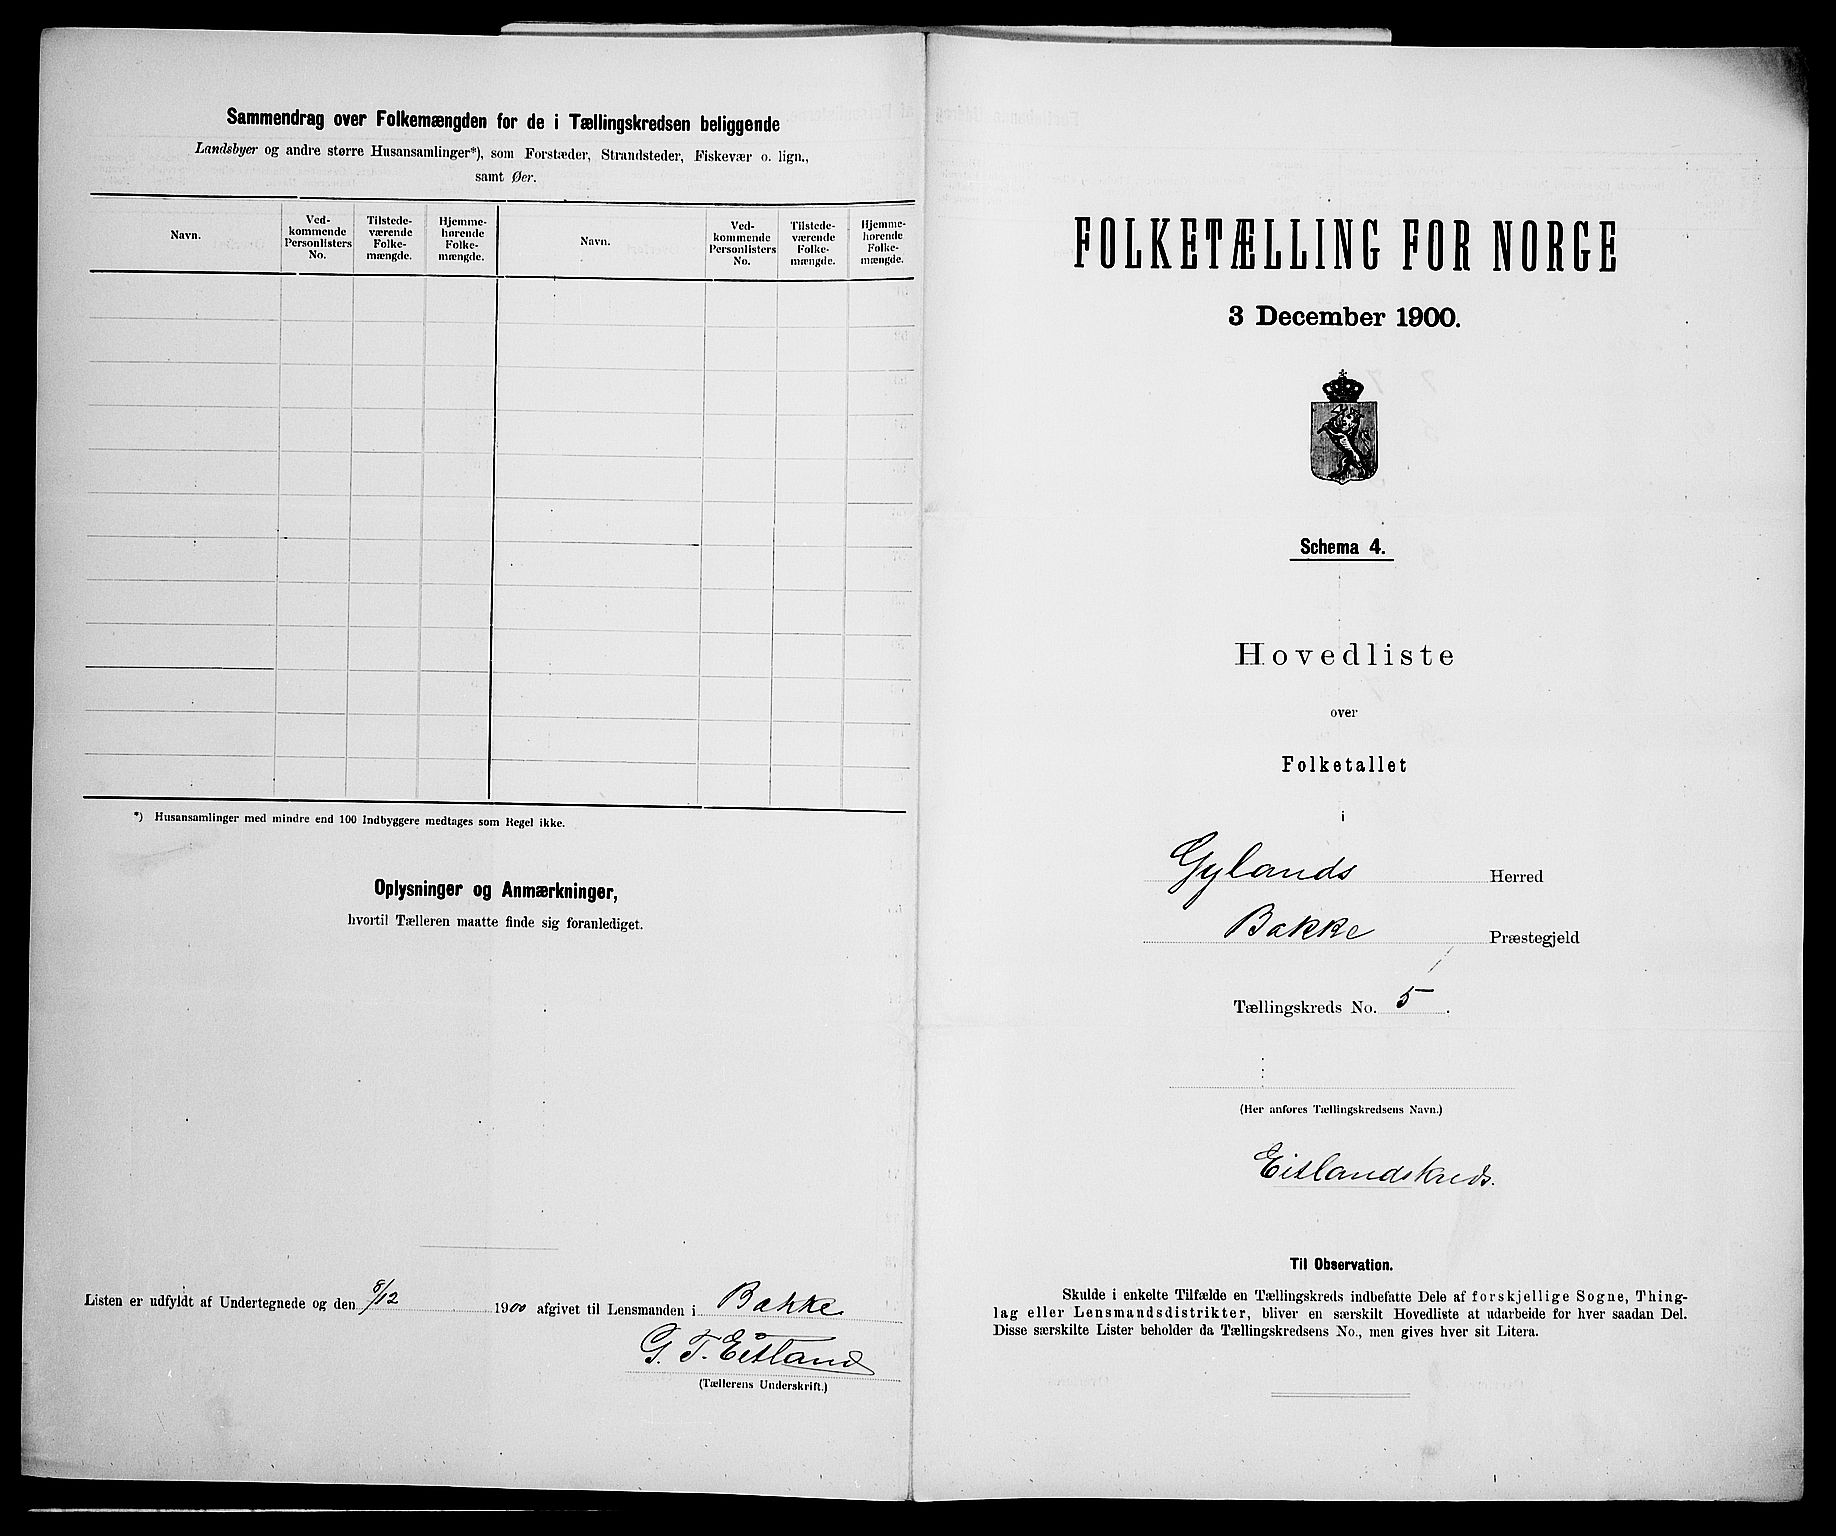 Sammendrag over Folkemængden for de i Tællingskredsen beliggende
Landsbyer og andre større Husansamlinger*), som Forstæder, Strandsteder, Fiskevær o. lign.,
samt Øer.
Navn.
Ved-
kommende
Personlisters
No.
Tilstede-
værende
Folke-
mængde.
Hjemme-
hørende
Folke-
mængde.
Navn.
Ved-
kommende
Personlisters
No.
Tilstede-
værende
Folke-
mængde.
Hjemme-
hørende
Folke-
mængde.
*) Husansamlinger med mindre end 100 Indbyggere medtages som Regel ikke.
Oplysninger og Anmærkninger,
hvortil Tælleren maatte finde sig foranlediget.
Listen er udfyldt af Undertegnede og den 8/12 1900 afgivet til Lensmanden i Bakke
G. T. Eitland
(Tællerens Underskrift.)
FOLKETÆLLING FOR NORGE
3 December 1900.
Schema 4.
Hovedliste
over
Folketallet
i
Gylands Herred
Bakke Præstegjeld
Tællingskreds No. 5.
(Her anføres Tællingskredsens Navn.)
Eitlandskreds.
Til Observation.
Skulde i enkelte Tilfælde en Tællingskreds indbefatte Dele af forskjellige Sogne, Thing-
lag eller Lensmandsdistrikter, bliver en særskilt Hovedliste at udarbeide for hver saadan Del.
Disse særskilte Lister beholder da Tællingskredsens No., men gives hver sit Litera.